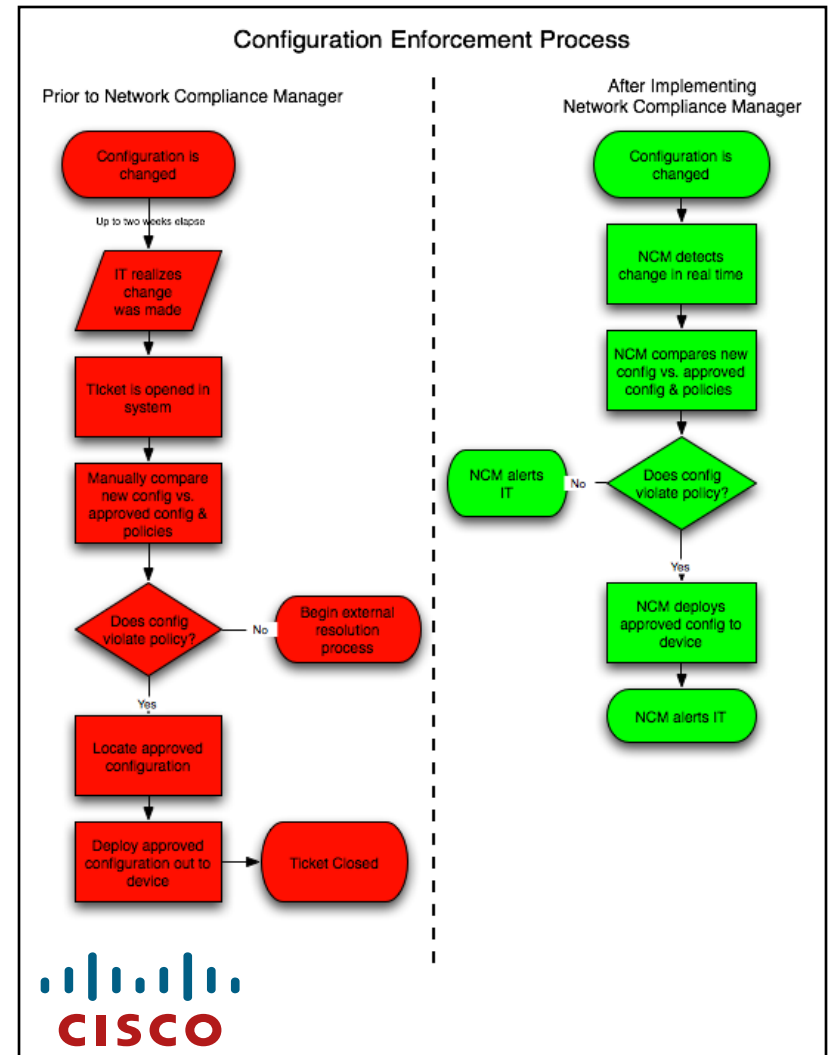 Configuration Enforcement Process
Prior to Network Compliance Manager
Configuration is
changed
Up to two weeks elapse
IT realizes
change
was made
Ticket is opened in
system
Manually compare
new config vs.
approved config &
policies
Does config
violate policy?
No
Begin external
resolution
process
Yes
Locate approved
configuration
Deploy approved
configuration out to
device
Ticket Closed
After Implementing
Network Compliance Manager
Configuration is
changed
NCM detects
change in real time
NCM compares new
config vs. approved
config & policies
Does config
violate policy?
No
NCM alerts
IT
Yes
NCM deploys
approved config to
device
NCM alerts IT
CISCO